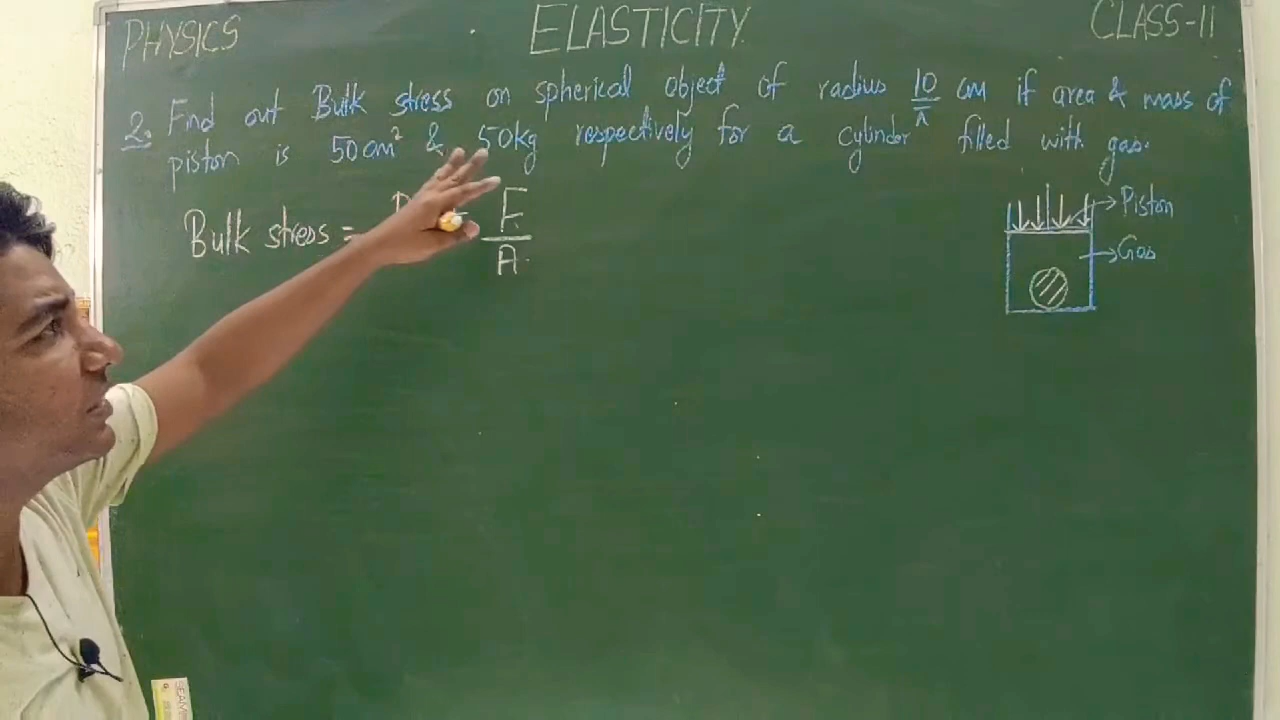 PHYSICS ELASTICITY CLASS-11
2. Find out Bulk stress on spherical object of radius 10/π cm if area & mass of
piston is 50cm² & 50kg respectively for a cylinder filled with gas.
Bulk stress = F/A
Piston
Gas